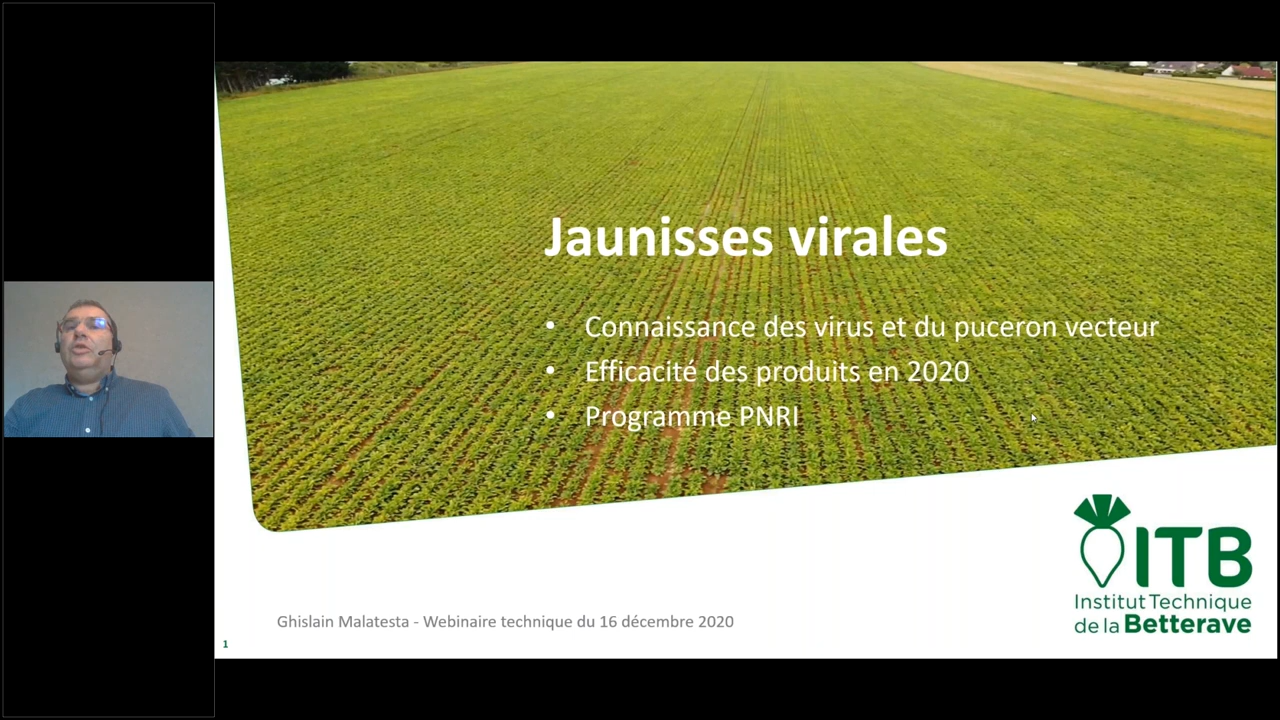 Jaunisses virales
• Connaissance des virus et du puceron vecteur
• Efficacité des produits en 2020
• Programme PNRI
ITB
Institut Technique
de la Betterave
Ghislain Malatesta - Webinaire technique du 16 décembre 2020
1